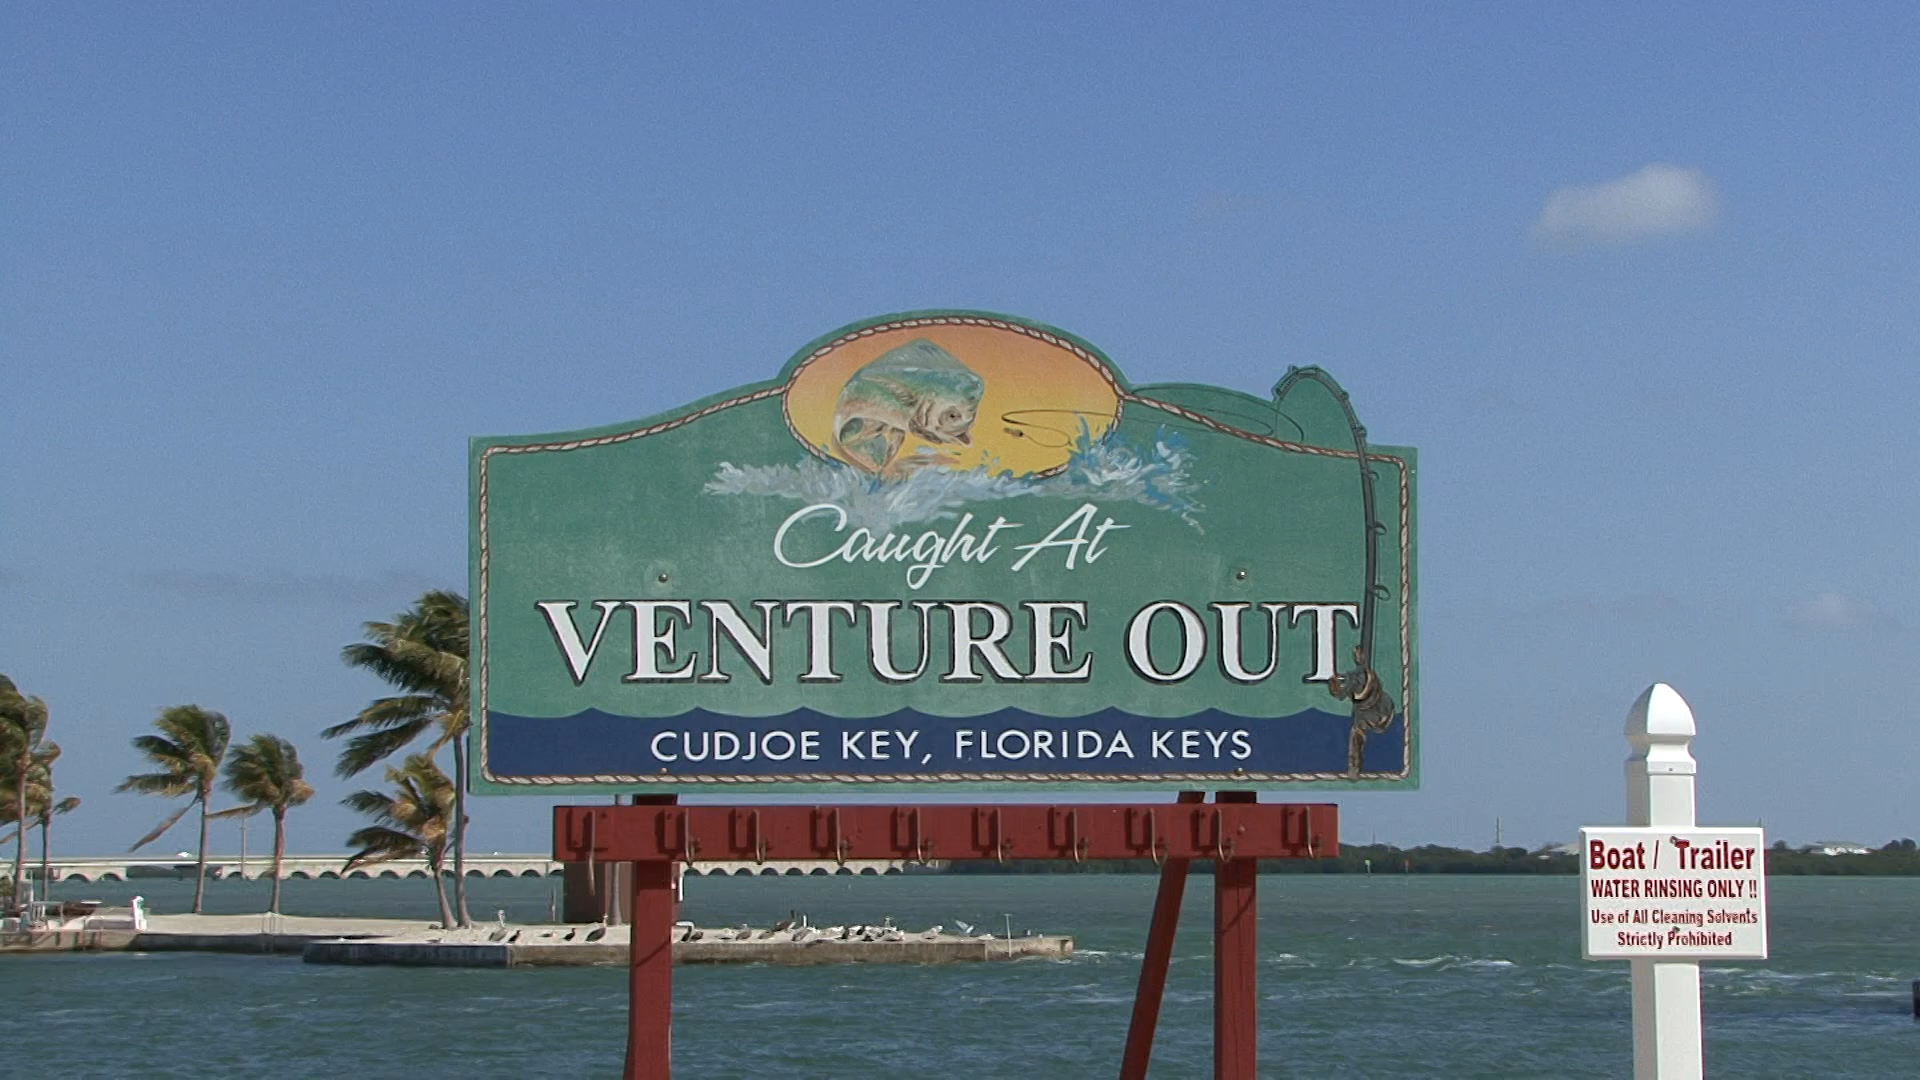 Caught At
VENTURE OUT
CUDJOE KEY, FLORIDA KEYS
Boat / Trailer
WATER RINSING ONLY !!
Use of All Cleaning Solvents
Strictly Prohibited